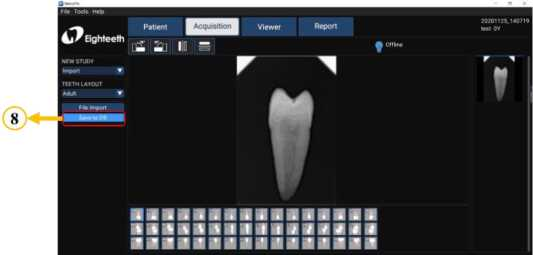 File Tools Help
Patient
Acquisition
Viewer
Report
20201125_140719
test 0Y
Eighteeth
Offline
NEW STUDY
Import
TEETH LAYOUT
Adult
File Import
Save to DB
8